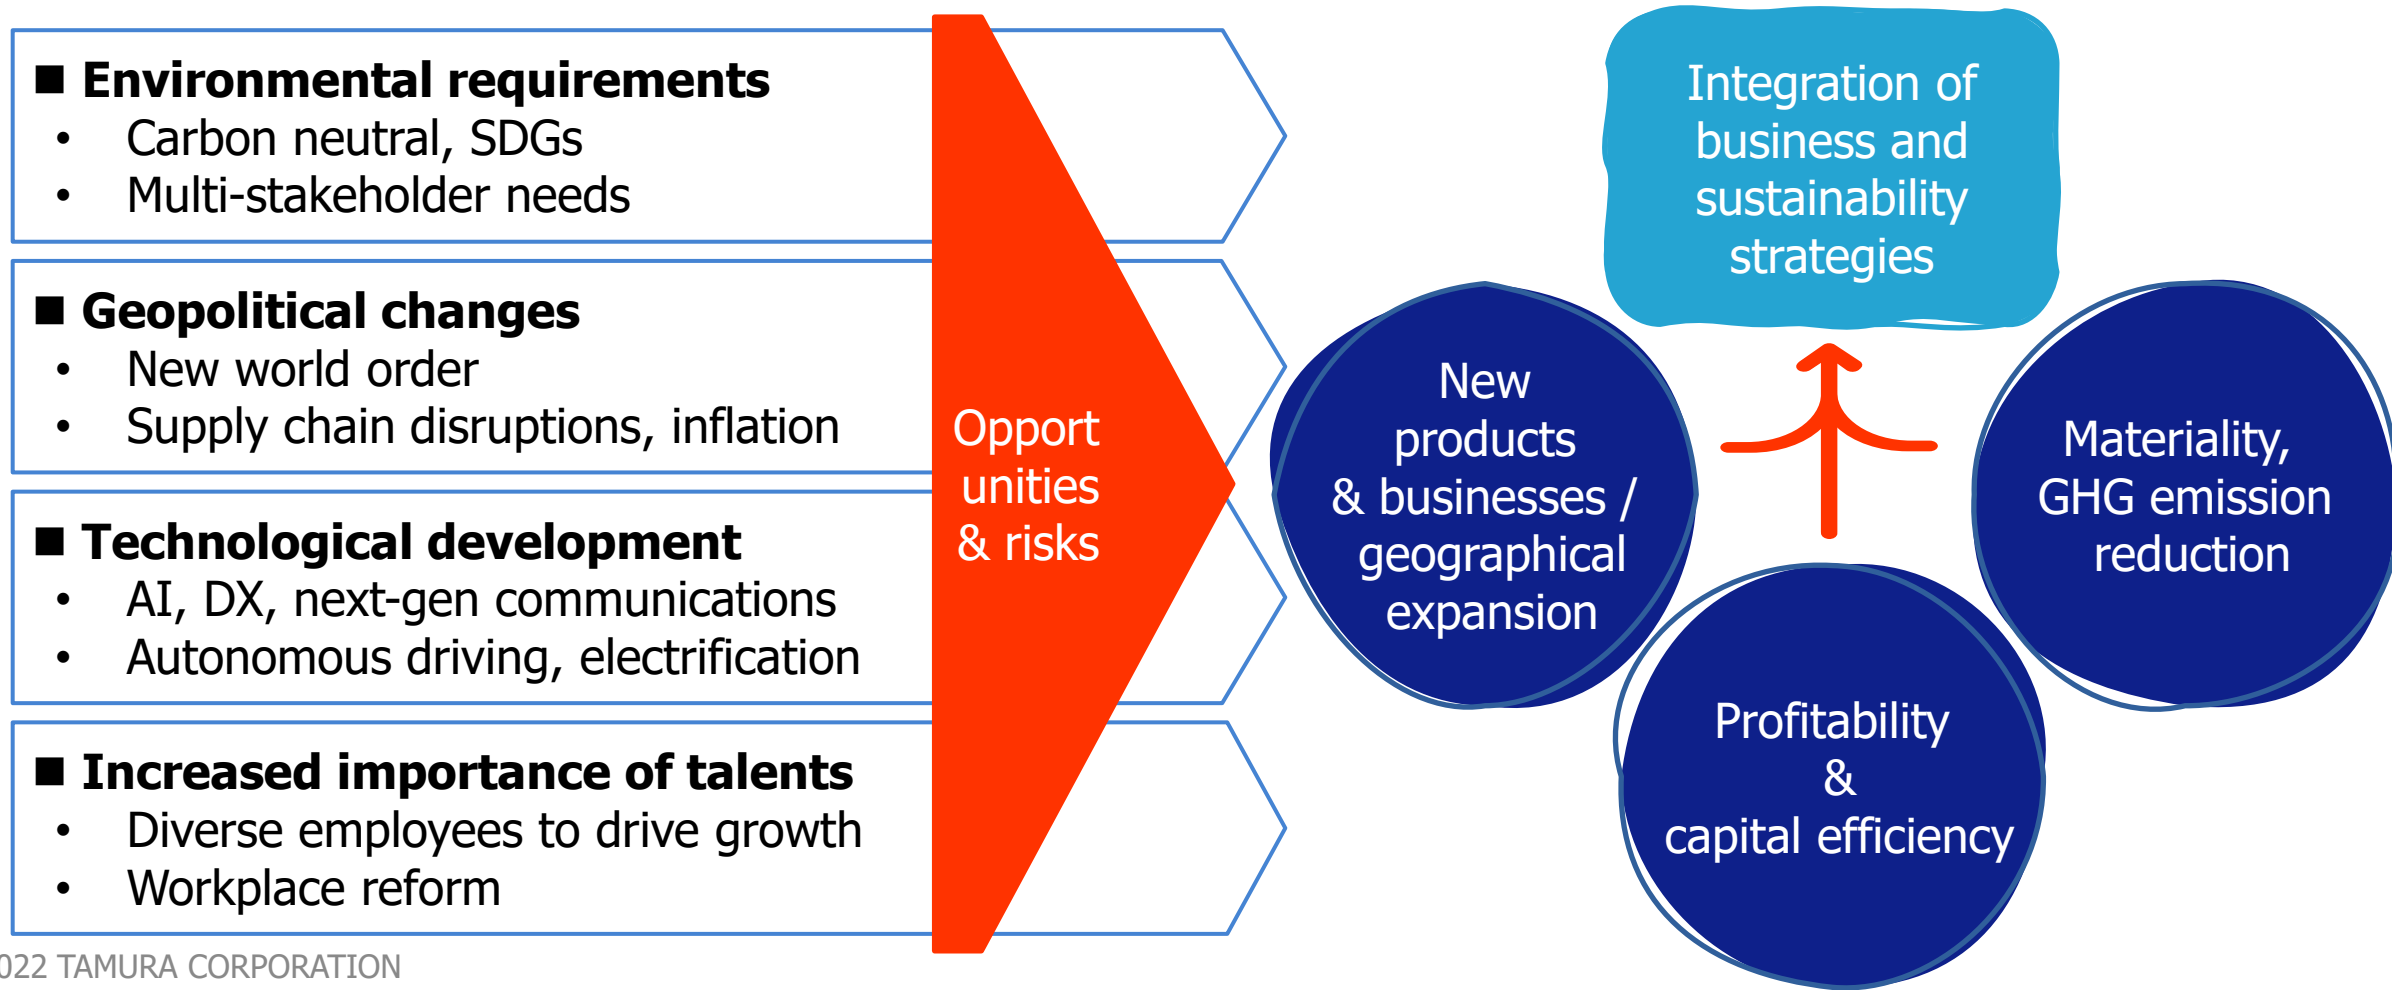 ■ Environmental requirements
• Carbon neutral, SDGs
• Multi-stakeholder needs
■ Geopolitical changes
• New world order
• Supply chain disruptions, inflation
■ Technological development
• AI, DX, next-gen communications
• Autonomous driving, electrification
■ Increased importance of talents
• Diverse employees to drive growth
• Workplace reform
Opport
unities
& risks
Integration of
business and
sustainability
strategies
New
products
& businesses /
geographical
expansion
Materiality,
GHG emission
reduction
Profitability
&
capital efficiency
022 TAMURA CORPORATION